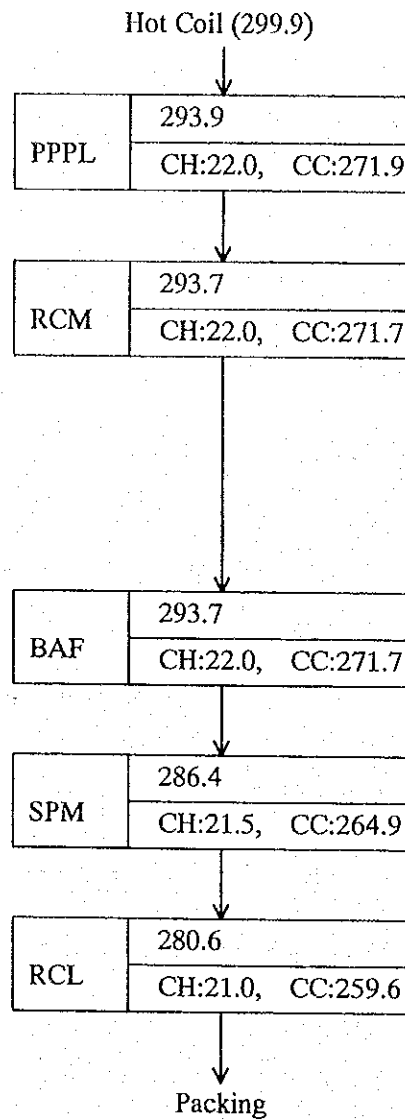 Hot Coil (299.9)
PPPL
293.9
CH:22.0, CC:271.9
RCM
293.7
CH:22.0, CC:271.7
BAF
293.7
CH:22.0, CC:271.7
SPM
286.4
CH:21.5, CC:264.9
RCL
280.6
CH:21.0, CC:259.6
Packing